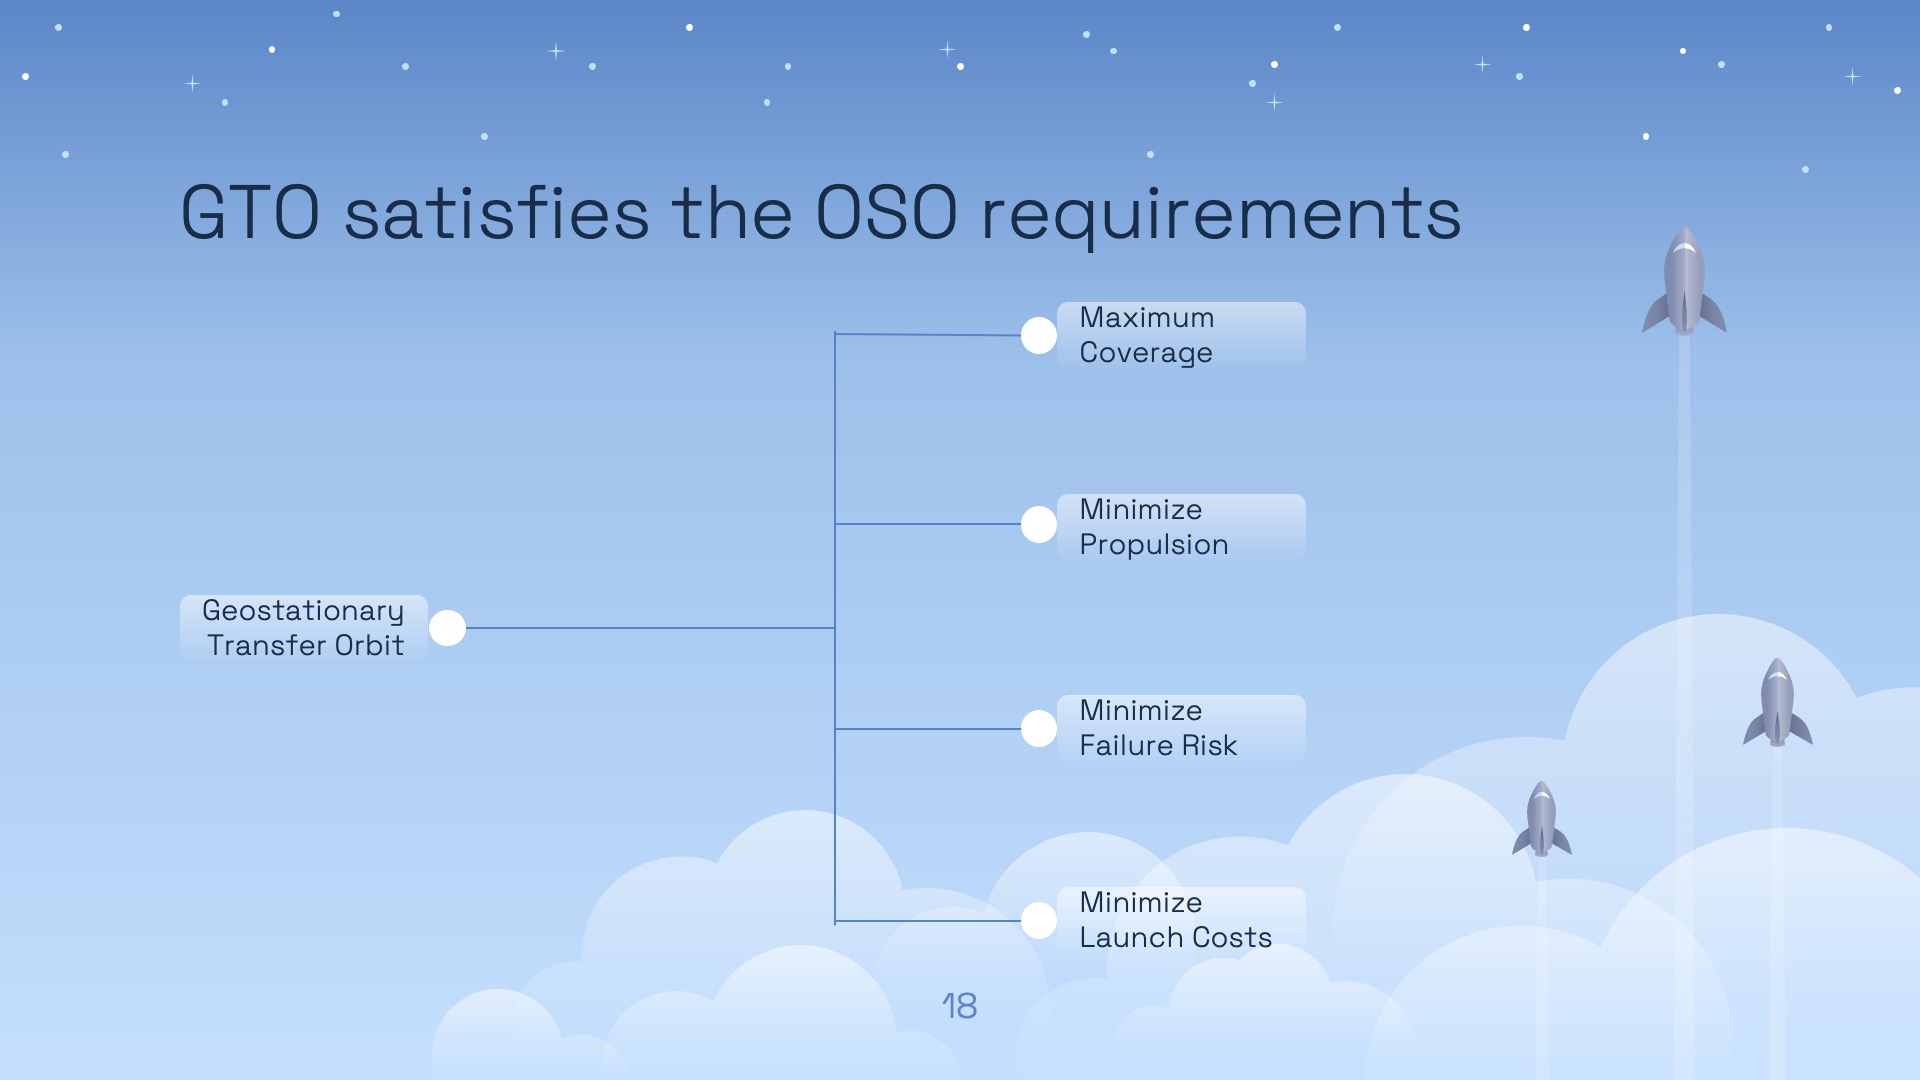 GTO satisfies the OSO requirements
Geostationary
Transfer Orbit
Maximum
Coverage
Minimize
Propulsion
Minimize
Failure Risk
Minimize
Launch Costs
18